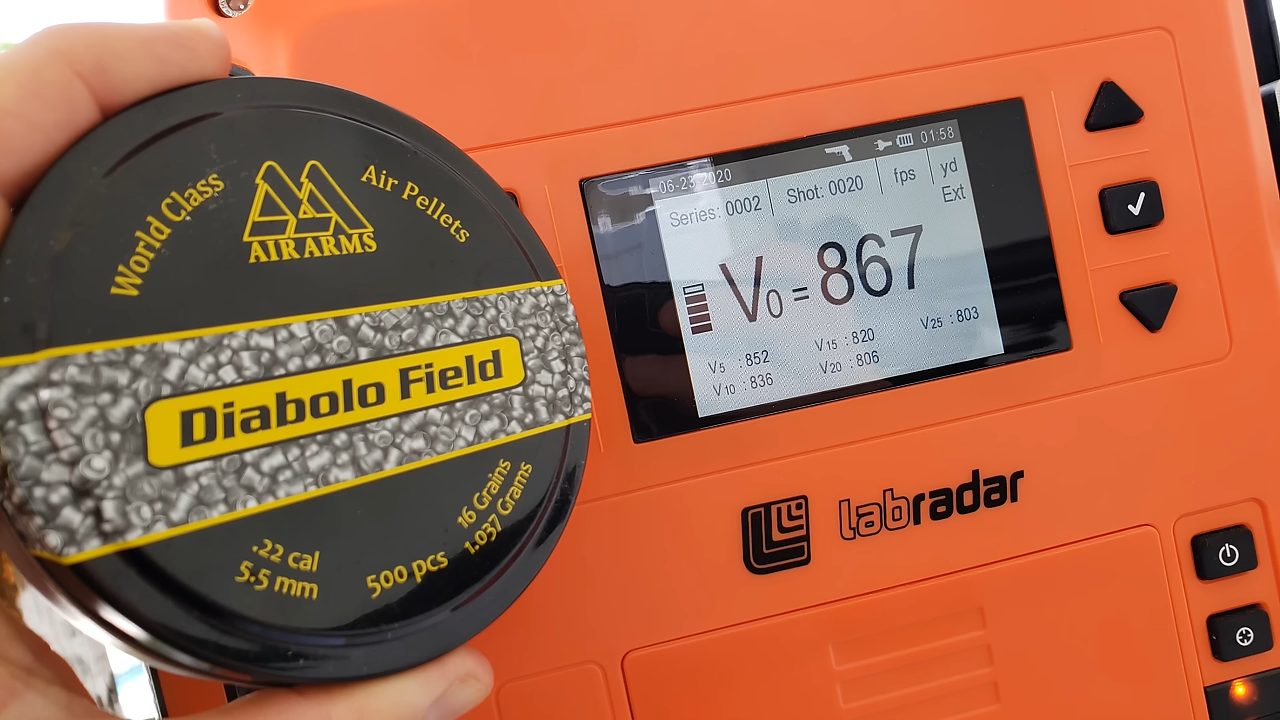 World Class
Air Pellets
AIR ARMS
Diabolo Field
.22 cal
5.5 mm
500 pcs
16 Grains
1.037 Grams
06-23 2020
01:58
Series: 0002
Shot: 0020
fps
yd
Ext
V0 = 867
V5 : 852
V10 : 836
V15 : 820
V20 : 806
V25 : 803
labradar